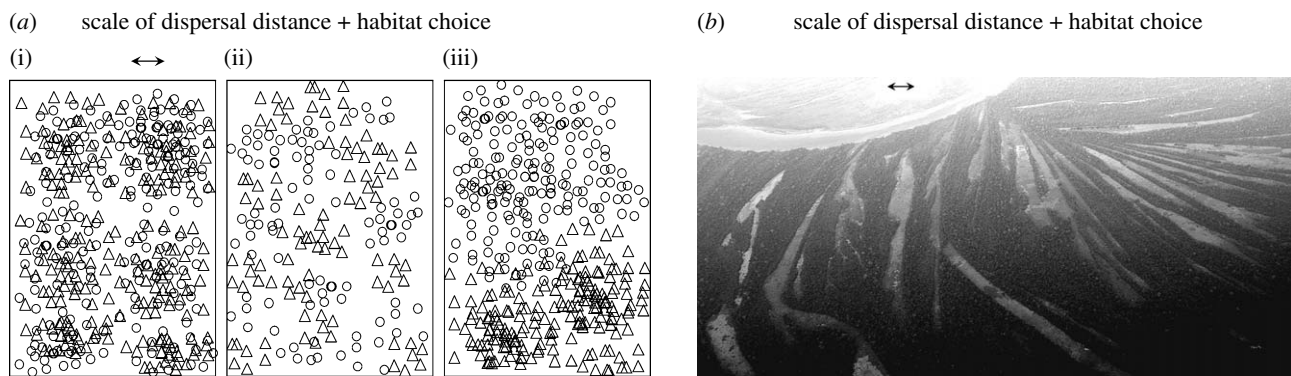 (a) scale of dispersal distance + habitat choice
(i) (ii) (iii)
(b) scale of dispersal distance + habitat choice